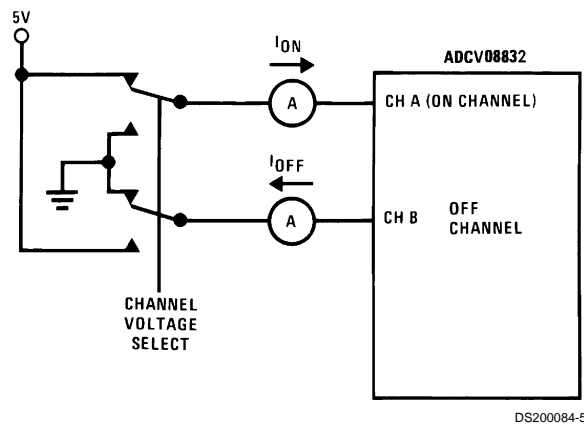 5V
ION
ADCV08832
A
CH A (ON CHANNEL)
IOFF
A
CH B
OFF
CHANNEL
CHANNEL
VOLTAGE
SELECT
DS200084-5